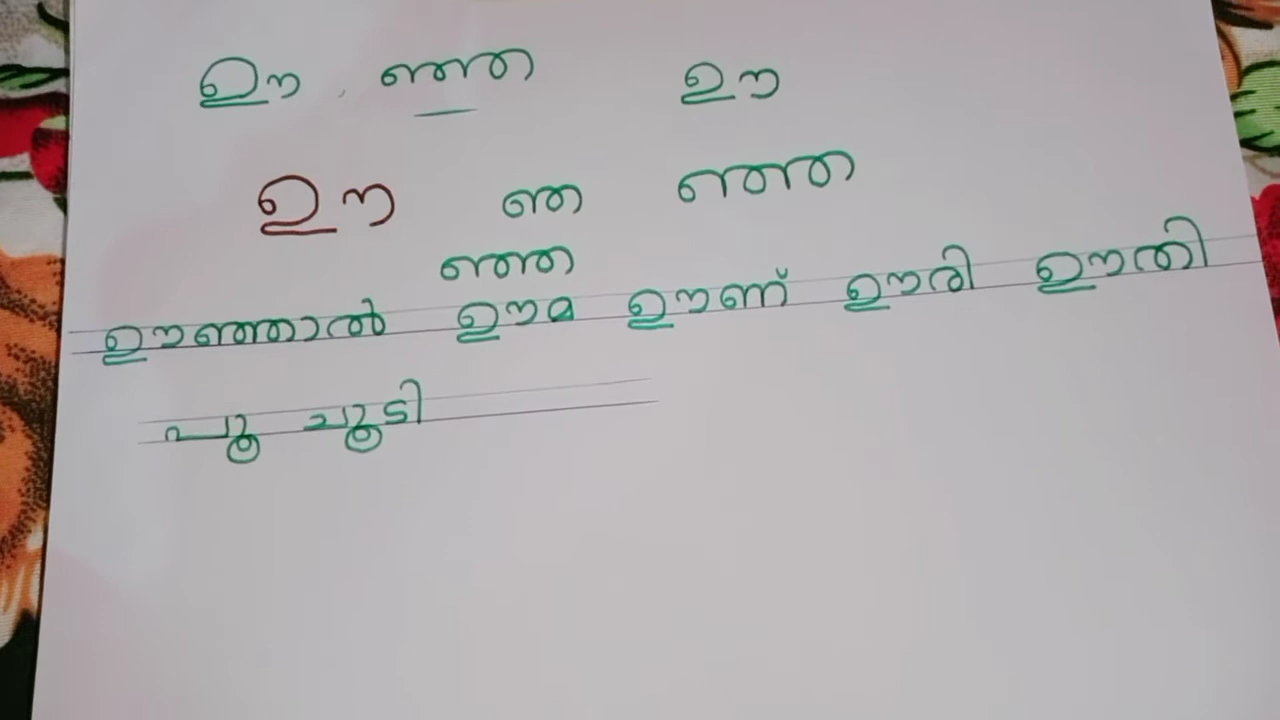 ഊ , ഞ്ഞ ഊ
ഊ ഞ ഞ്ഞ
ഞ്ഞ
ഊഞ്ഞാൽ ഊമ ഊണ് ഊരി ഊതി
പൂ ചൂടി